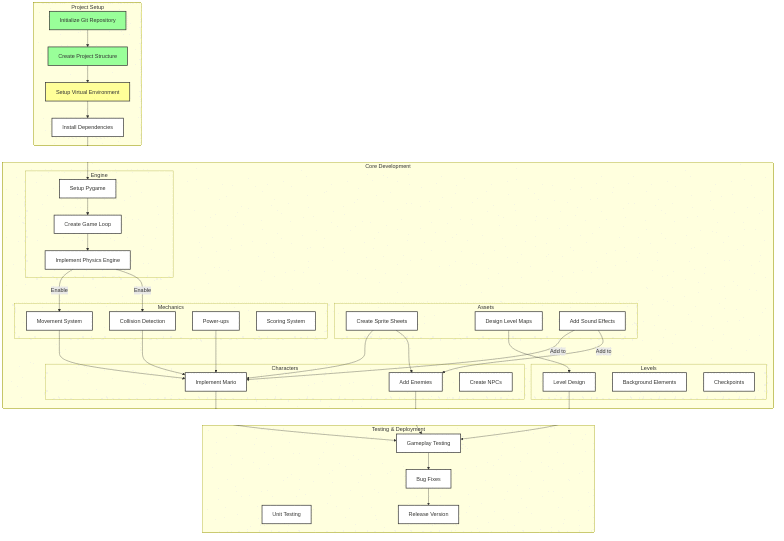 Project Setup
Initialize Git Repository
Create Project Structure
Setup Virtual Environment
Install Dependencies
Core Development
Engine
Setup Pygame
Create Game Loop
Implement Physics Engine
Enable
Enable
Mechanics
Movement System
Collision Detection
Power-ups
Scoring System
Assets
Create Sprite Sheets
Design Level Maps
Add Sound Effects
Add to
Add to
Characters
Implement Mario
Add Enemies
Create NPCs
Levels
Level Design
Background Elements
Checkpoints
Testing & Deployment
Gameplay Testing
Bug Fixes
Unit Testing
Release Version